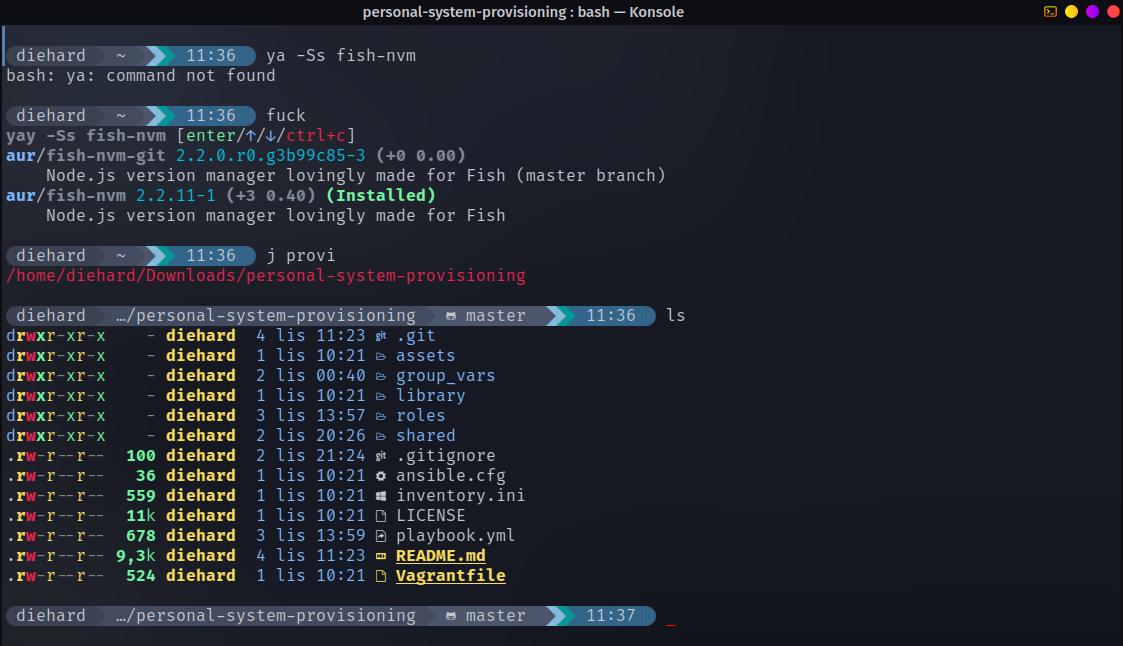 personal-system-provisioning : bash — Konsole
diehard ~ 11:36 ya -Ss fish-nvm
bash: ya: command not found
diehard ~ 11:36 fuck
yay -Ss fish-nvm [enter/↑/↓/ctrl+c]
aur/fish-nvm-git 2.2.0.r0.g3b99c85-3 (+0 0.00)
    Node.js version manager lovingly made for Fish (master branch)
aur/fish-nvm 2.2.11-1 (+3 0.40) (Installed)
    Node.js version manager lovingly made for Fish
diehard ~ 11:36 j provi
/home/diehard/Downloads/personal-system-provisioning
diehard …/personal-system-provisioning master 11:36 ls
drwxr-xr-x    - diehard  4 lis 11:23 git .git
drwxr-xr-x    - diehard  1 lis 10:21 assets
drwxr-xr-x    - diehard  2 lis 00:40 group_vars
drwxr-xr-x    - diehard  1 lis 10:21 library
drwxr-xr-x    - diehard  3 lis 13:57 roles
drwxr-xr-x    - diehard  2 lis 20:26 shared
.rw-r--r--  100 diehard  2 lis 21:24 git .gitignore
.rw-r--r--   36 diehard  1 lis 10:21 ansible.cfg
.rw-r--r--  559 diehard  1 lis 10:21 inventory.ini
.rw-r--r--  11k diehard  1 lis 10:21 LICENSE
.rw-r--r--  678 diehard  3 lis 13:59 playbook.yml
.rw-r--r-- 9,3k diehard  4 lis 11:23 README.md
.rw-r--r--  524 diehard  1 lis 10:21 Vagrantfile
diehard …/personal-system-provisioning master 11:37 _